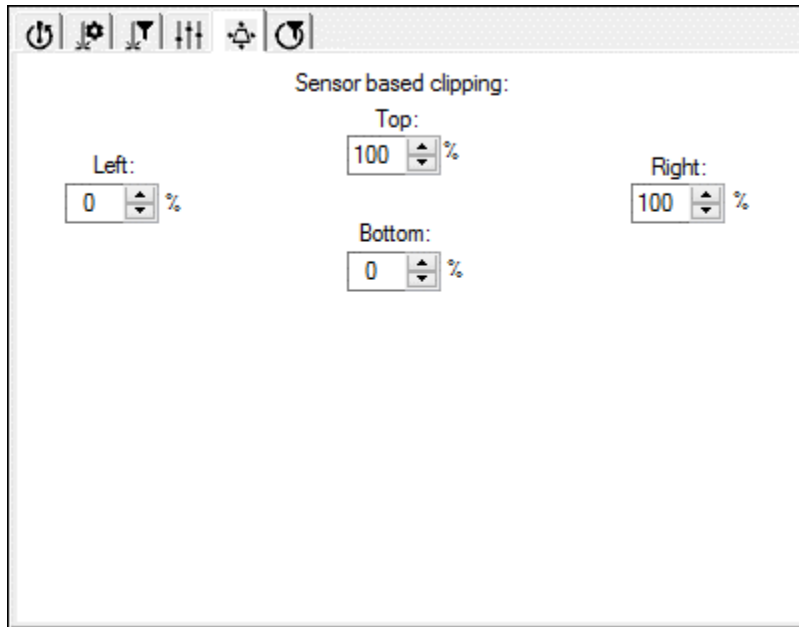 Sensor based clipping:
Top:
100 %
Left:
0 %
Right:
100 %
Bottom:
0 %